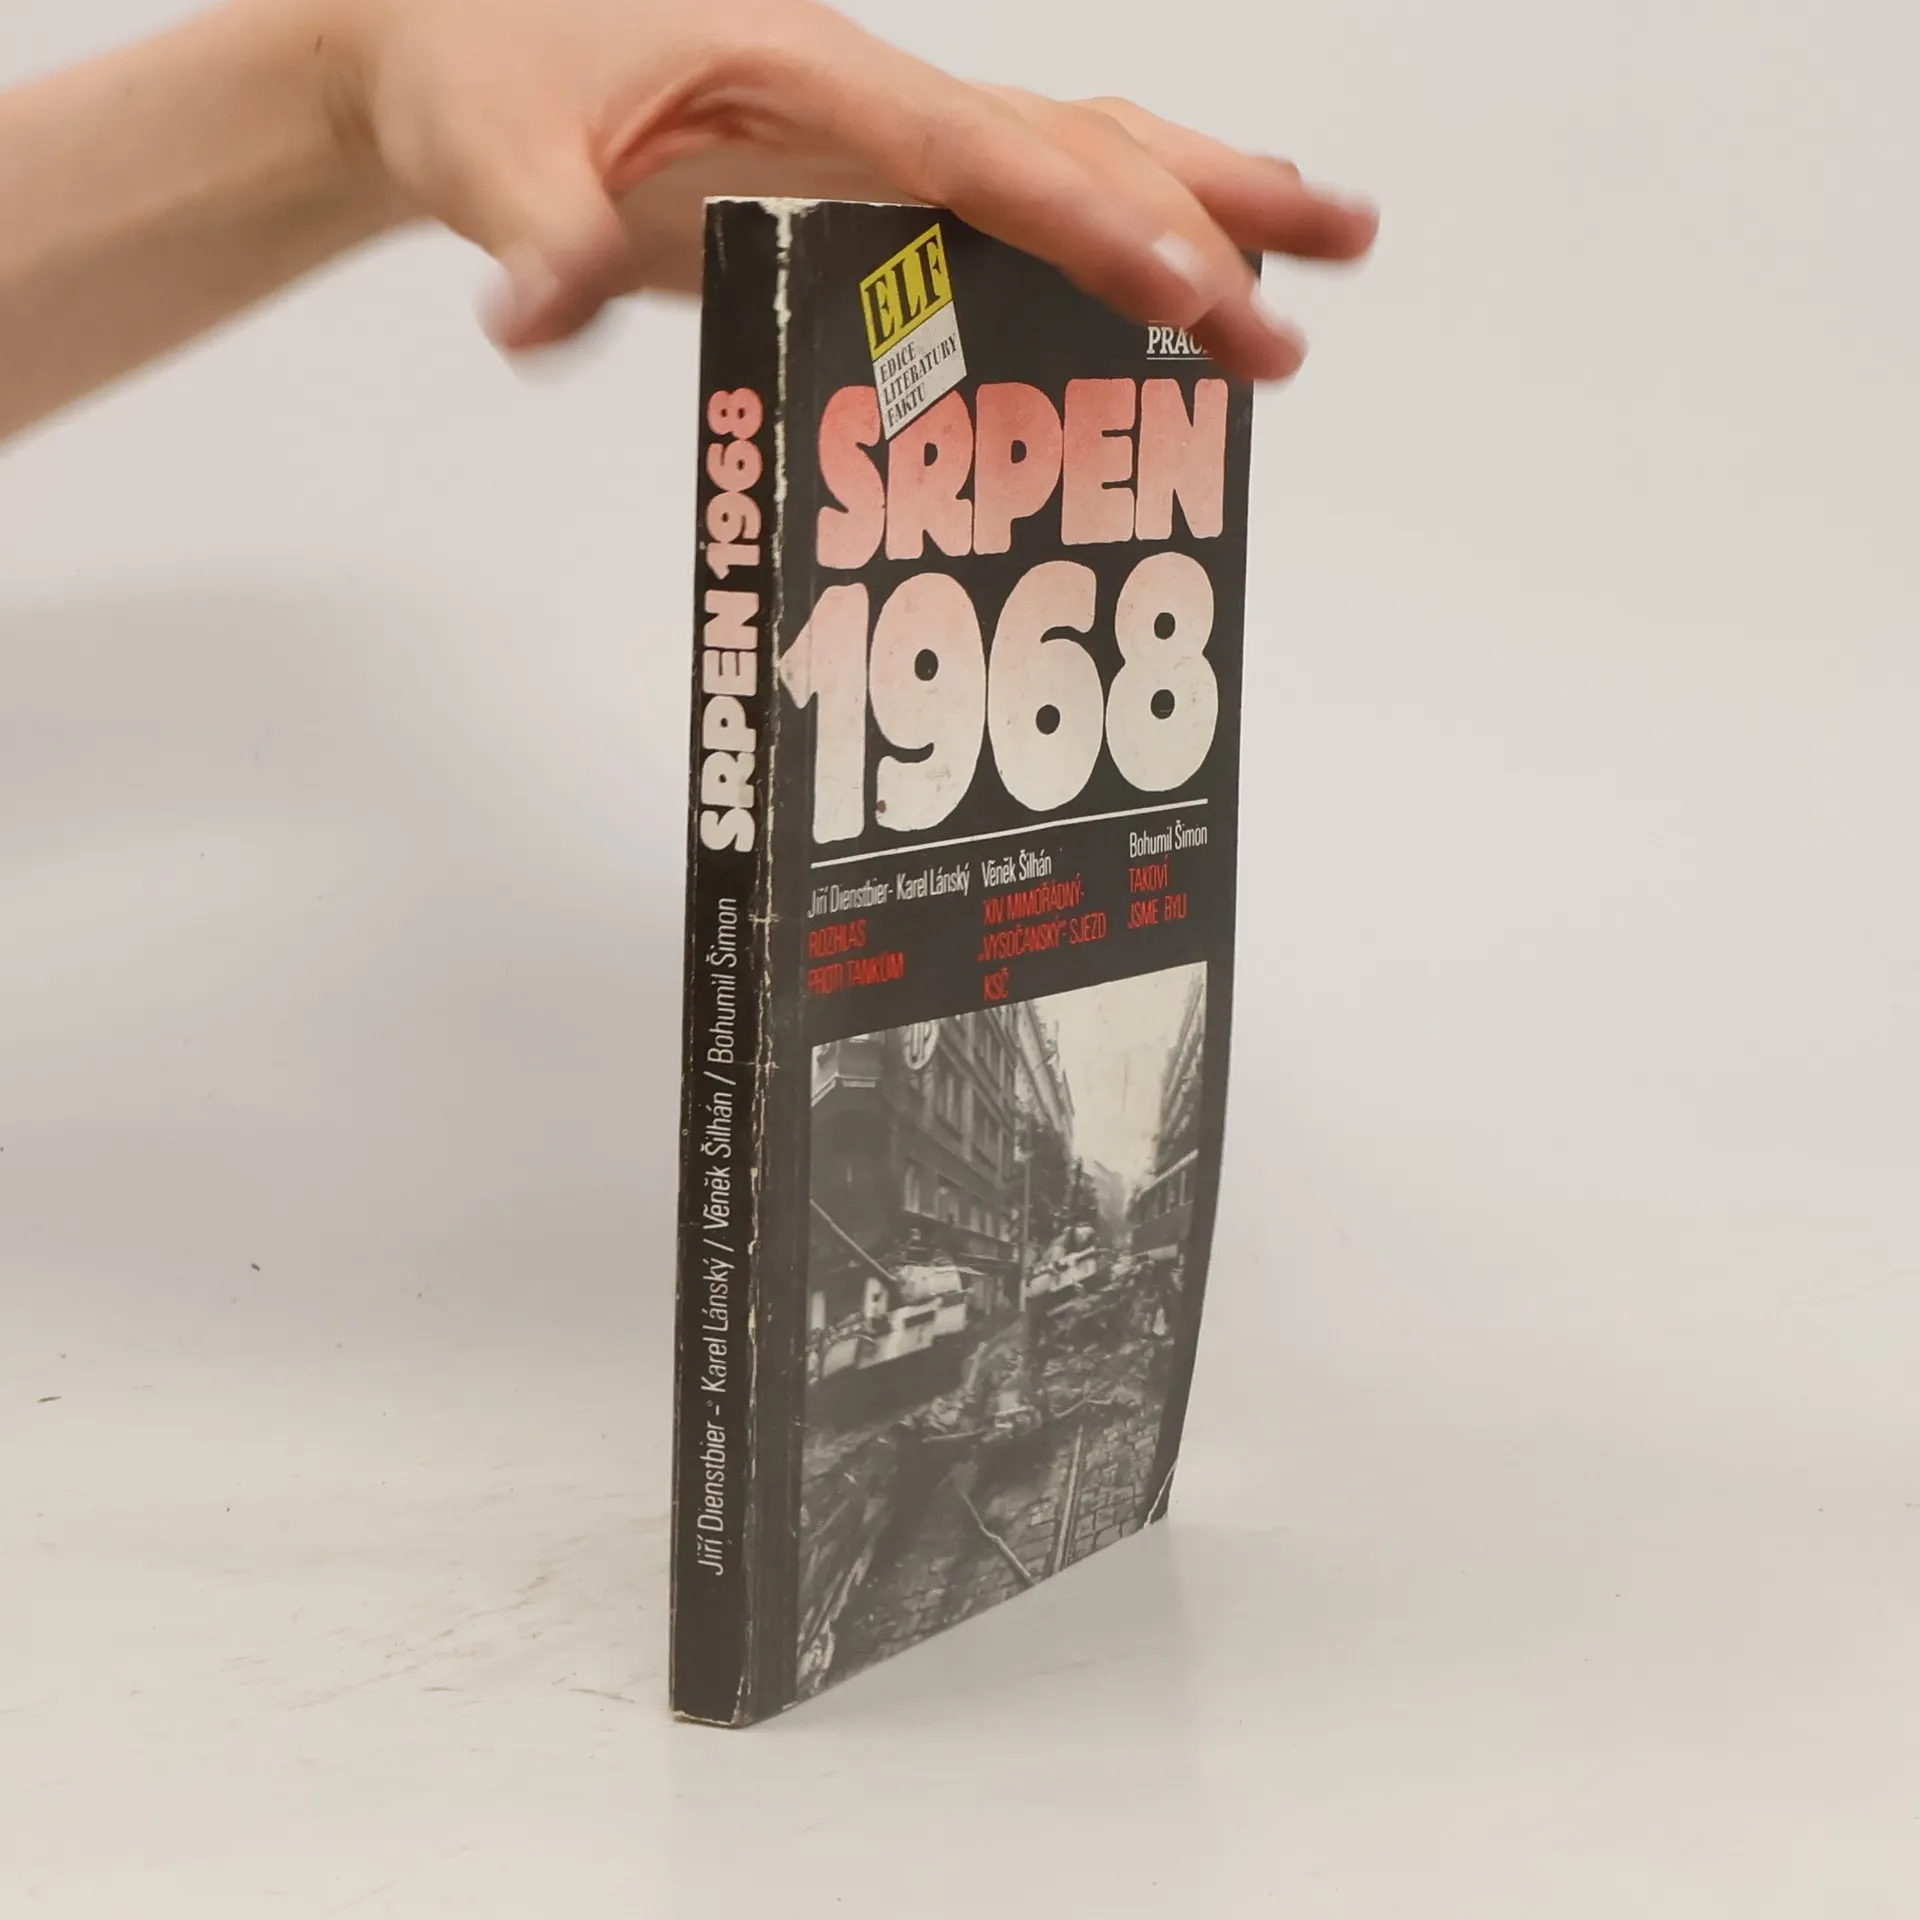 SRPEN 1968
Jiří Dienstbier - Karel Lánský / Věněk Šilhán / Bohumil Šimon
ELF
EDICE
LITERATURY
FAKTU
SRPEN
1968
Jiří Dienstbier - Karel Lánský
ROZHLAS
PROTI TANKŮM
Věněk Šilhán
XIV. MIMOŘÁDNÝ-
„VYSOČANSKÝ“- SJEZD
KSČ
Bohumil Šimon
TAKOVÍ
JSME BYLI